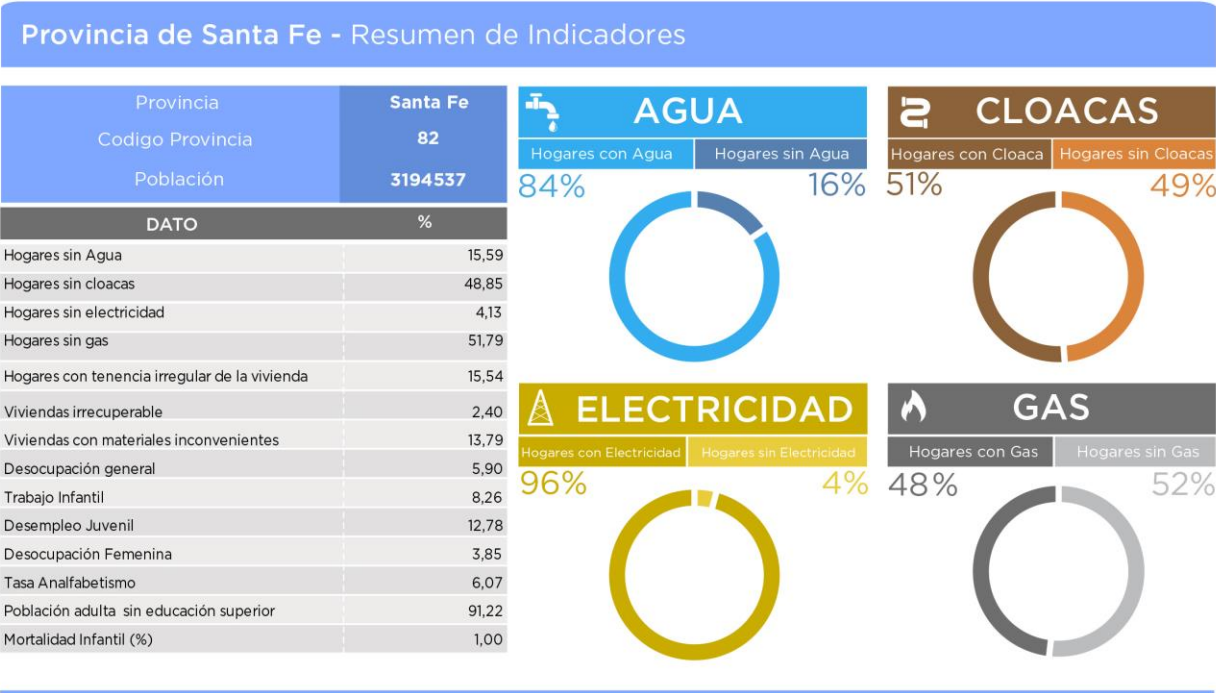 Provincia de Santa Fe - Resumen de Indicadores
Provincia Santa Fe
Codigo Provincia 82
Población 3194537
DATO %
Hogares sin Agua 15,59
Hogares sin cloacas 48,85
Hogares sin electricidad 4,13
Hogares sin gas 51,79
Hogares con tenencia irregular de la vivienda 15,54
Viviendas irrecuperable 2,40
Viviendas con materiales inconvenientes 13,79
Desocupación general 5,90
Trabajo Infantil 8,26
Desempleo Juvenil 12,78
Desocupación Femenina 3,85
Tasa Analfabetismo 6,07
Población adulta sin educación superior 91,22
Mortalidad Infantil (%) 1,00
AGUA
Hogares con Agua Hogares sin Agua
84% 16%
CLOACAS
Hogares con Cloaca Hogares sin Cloacas
51% 49%
ELECTRICIDAD
Hogares con Electricidad Hogares sin Electricidad
96% 4%
GAS
Hogares con Gas Hogares sin Gas
48% 52%